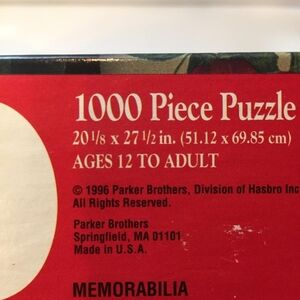 1000 Piece Puzzle
20 1/8 x 27 1/2 in. (51.12 x 69.85 cm)
AGES 12 TO ADULT
© 1996 Parker Brothers, Division of Hasbro Inc
All Rights Reserved.
Parker Brothers
Springfield, MA 01101
Made in U.S.A.
MEMORABILIA